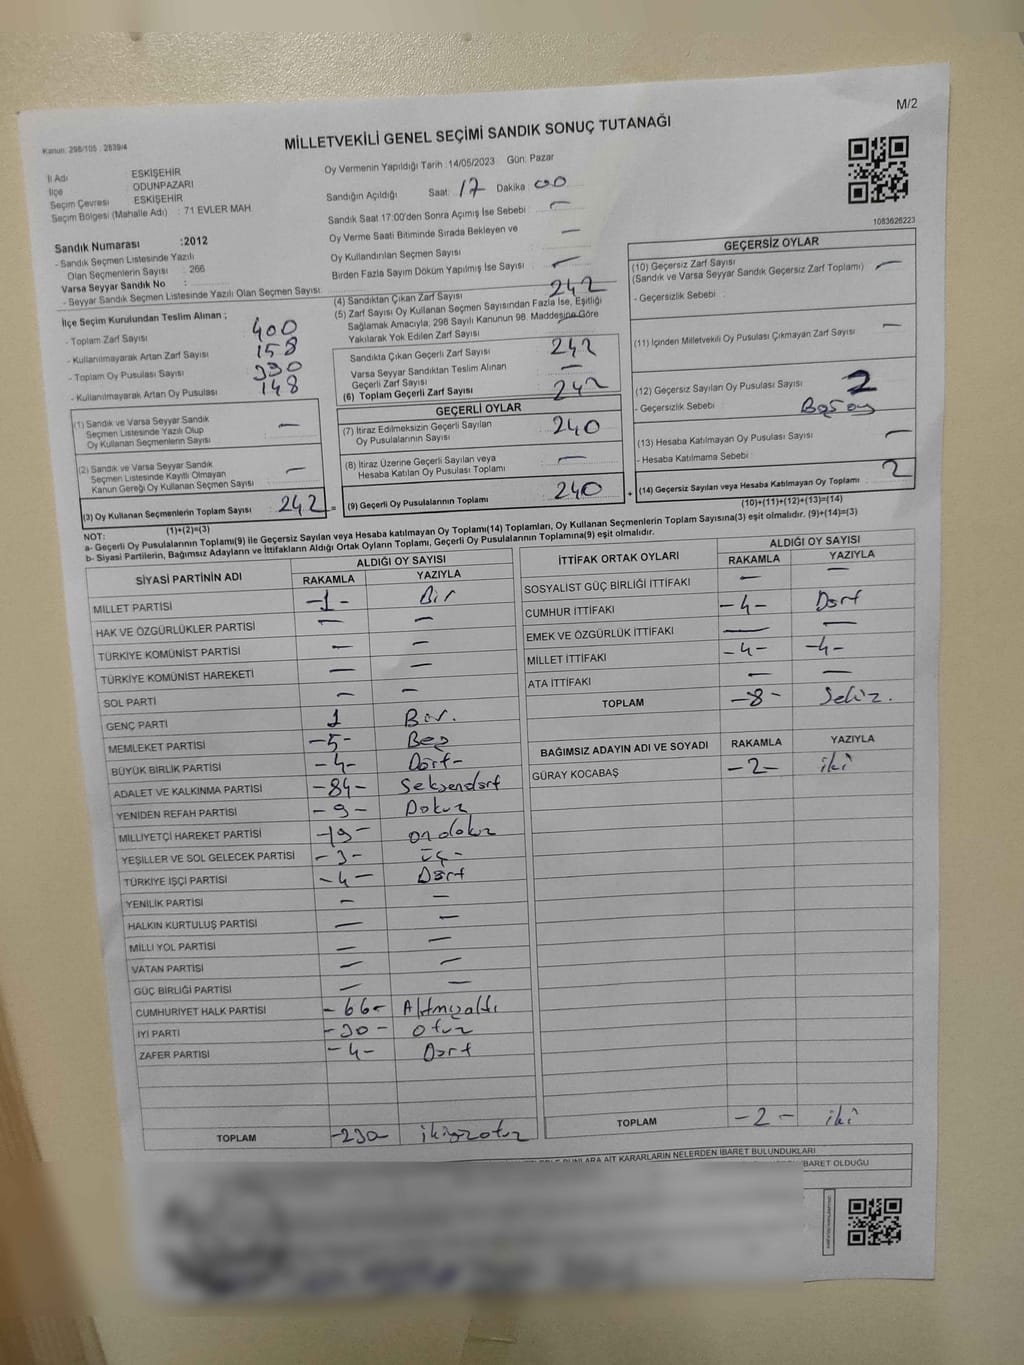 M/2
Kanun: 298/105 : 2839/4
MİLLETVEKİLİ GENEL SEÇİMİ SANDIK SONUÇ TUTANAĞI
İl Adı : ESKİŞEHİR
İlçe : ODUNPAZARI
Seçim Çevresi : ESKİŞEHİR
Seçim Bölgesi (Mahalle Adı) : 71 EVLER MAH
Oy Vermenin Yapıldığı Tarih : 14/05/2023 Gün: Pazar
Sandığın Açıldığı Saat: 17 Dakika: 00
Sandık Saat 17:00'den Sonra Açımış İse Sebebi : —
Oy Verme Saati Bitiminde Sırada Bekleyen ve
Oy Kullandırılan Seçmen Sayısı : —
Birden Fazla Sayım Döküm Yapılmış İse Sayısı : —
1083626223
Sandık Numarası :2012
- Sandık Seçmen Listesinde Yazılı
Olan Seçmenlerin Sayısı : 266
Varsa Seyyar Sandık No :
- Seyyar Sandık Seçmen Listesinde Yazılı Olan Seçmen Sayısı:
İlçe Seçim Kurulundan Teslim Alınan ;
- Toplam Zarf Sayısı : 400
- Kullanılmayarak Artan Zarf Sayısı : 158
- Toplam Oy Pusulası Sayısı : 390
- Kullanılmayarak Artan Oy Pusulası : 148
(1) Sandık ve Varsa Seyyar Sandık
Seçmen Listesinde Yazılı Olup
Oy Kullanan Seçmenlerin Sayısı : —
(2) Sandık ve Varsa Seyyar Sandık
Seçmen Listesinde Kayıtlı Olmayan
Kanun Gereği Oy Kullanan Seçmen Sayısı : —
(3) Oy Kullanan Seçmenlerin Toplam Sayısı : 242 =
(1)+(2)=(3)
(4) Sandıktan Çıkan Zarf Sayısı : 242
(5) Zarf Sayısı Oy Kullanan Seçmen Sayısından Fazla İse, Eşitliği
Sağlamak Amacıyla, 298 Sayılı Kanunun 98. Maddesine Göre
Yakılarak Yok Edilen Zarf Sayısı :
Sandıkta Çıkan Geçerli Zarf Sayısı : 242
Varsa Seyyar Sandıktan Teslim Alınan
Geçerli Zarf Sayısı : —
(6) Toplam Geçerli Zarf Sayısı : 242
GEÇERLİ OYLAR
(7) İtiraz Edilmeksizin Geçerli Sayılan
Oy Pusulalarının Sayısı : 240
(8) İtiraz Üzerine Geçerli Sayılan veya
Hesaba Katılan Oy Pusulası Toplamı : —
(9) Geçerli Oy Pusulalarının Toplamı : 240 +
GEÇERSİZ OYLAR
(10) Geçersiz Zarf Sayısı
(Sandık ve Varsa Seyyar Sandık Geçersiz Zarf Toplamı) : —
- Geçersizlik Sebebi :
(11) İçinden Milletvekili Oy Pusulası Çıkmayan Zarf Sayısı : —
(12) Geçersiz Sayılan Oy Pusulası Sayısı : 2
- Geçersizlik Sebebi : Boş oy
(13) Hesaba Katılmayan Oy Pusulası Sayısı : —
- Hesaba Katılmama Sebebi :
(14) Geçersiz Sayılan veya Hesaba Katılmayan Oy Toplamı : 2
(10)+(11)+(12)+(13)=(14)
NOT:
a- Geçerli Oy Pusulalarının Toplamı(9) ile Geçersiz Sayılan veya Hesaba katılmayan Oy Toplamı(14) Toplamları, Oy Kullanan Seçmenlerin Toplam Sayısına(3) eşit olmalıdır. (9)+(14)=(3)
b- Siyasi Partilerin, Bağımsız Adayların ve İttifakların Aldığı Ortak Oyların Toplamı, Geçerli Oy Pusulalarının Toplamına(9) eşit olmalıdır.
SİYASİ PARTİNİN ADI ALDIĞI OY SAYISI
RAKAMLA YAZIYLA
MİLLET PARTİSİ -1- Bir
HAK VE ÖZGÜRLÜKLER PARTİSİ — —
TÜRKİYE KOMÜNİST PARTİSİ — —
TÜRKİYE KOMÜNİST HAREKETİ — —
SOL PARTİ — —
GENÇ PARTİ 1 Bir.
MEMLEKET PARTİSİ -5- Beş
BÜYÜK BİRLİK PARTİSİ -4- Dört-
ADALET VE KALKINMA PARTİSİ -84- Seksendört
YENİDEN REFAH PARTİSİ -9- Dokuz
MİLLİYETÇİ HAREKET PARTİSİ -19- ondokuz
YEŞİLLER VE SOL GELECEK PARTİSİ -3- üç-
TÜRKİYE İŞÇİ PARTİSİ -4- Dört
YENİLİK PARTİSİ — —
HALKIN KURTULUŞ PARTİSİ — —
MİLLİ YOL PARTİSİ — —
VATAN PARTİSİ — —
GÜÇ BİRLİĞİ PARTİSİ — —
CUMHURİYET HALK PARTİSİ -66- Altmışaltı
İYİ PARTİ -30- otuz
ZAFER PARTİSİ -4- Dört
TOPLAM -230- ikiyüzotuz
İTTİFAK ORTAK OYLARI ALDIĞI OY SAYISI
RAKAMLA YAZIYLA
SOSYALİST GÜÇ BİRLİĞİ İTTİFAKI — —
CUMHUR İTTİFAKI -4- Dört
EMEK VE ÖZGÜRLÜK İTTİFAKI — —
MİLLET İTTİFAKI -4- -4-
ATA İTTİFAKI — —
TOPLAM -8- Sekiz.
BAĞIMSIZ ADAYIN ADI VE SOYADI RAKAMLA YAZIYLA
GÜRAY KOCABAŞ -2- iki
TOPLAM -2- iki
BUNLARA AİT KARARLARIN NELERDEN İBARET BULUNDUKLARI
İBARET OLDUĞU